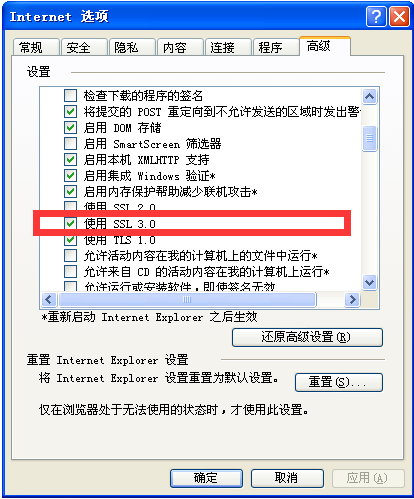 Internet 选项
常规 安全 隐私 内容 连接 程序 高级
设置
检查下载的程序的签名
将提交的 POST 重定向到不允许发送的区域时发出警
启用 DOM 存储
启用 SmartScreen 筛选器
启用本机 XMLHTTP 支持
启用集成 Windows 验证*
启用内存保护帮助减少联机攻击*
使用 SSL 2.0
使用 SSL 3.0
使用 TLS 1.0
允许活动内容在我的计算机上的文件中运行*
允许来自 CD 的活动内容在我的计算机上运行*
允许运行或安装软件，即使签名无效
*重新启动 Internet Explorer 之后生效
还原高级设置(R)
重置 Internet Explorer 设置
将 Internet Explorer 设置重置为默认设置。
重置(S)...
仅在浏览器处于无法使用的状态时，才使用此设置。
确定 取消 应用(A)